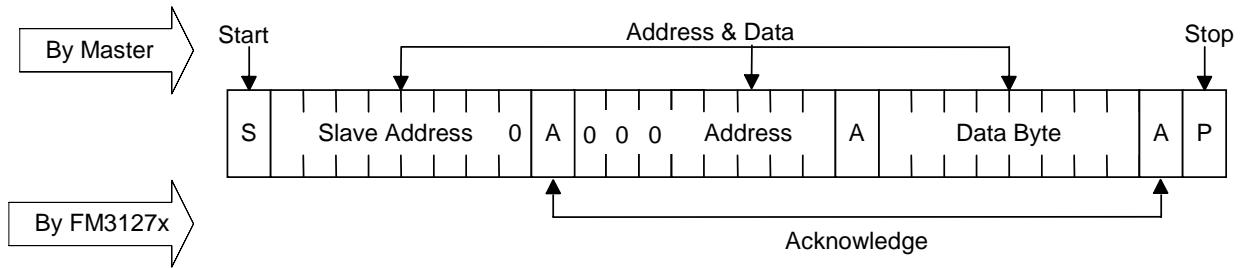 By Master
Start
Address & Data
Stop
S Slave Address 0 A 0 0 0 Address A Data Byte A P
By FM3127x
Acknowledge